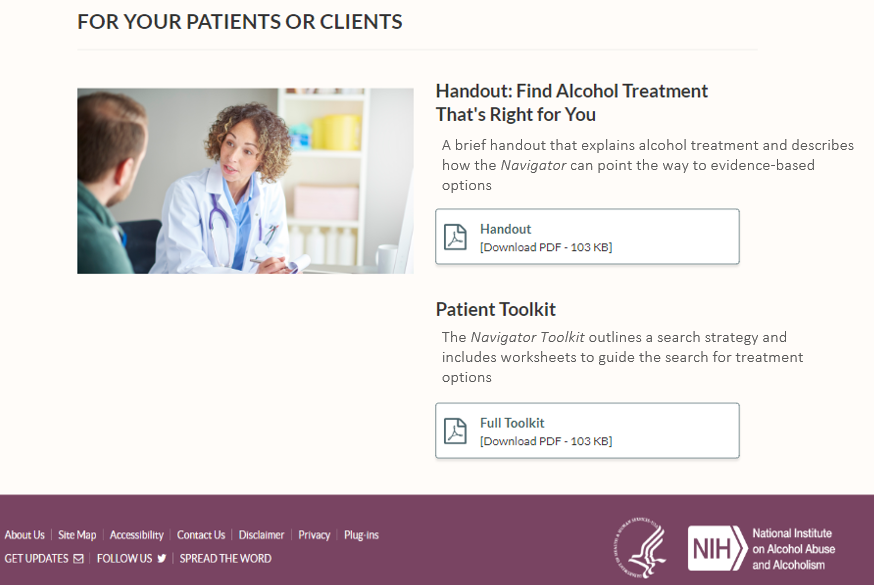 FOR YOUR PATIENTS OR CLIENTS
Handout: Find Alcohol Treatment
That's Right for You
A brief handout that explains alcohol treatment and describes
how the Navigator can point the way to evidence-based
options
Handout
[Download PDF - 103 KB]
Patient Toolkit
The Navigator Toolkit outlines a search strategy and
includes worksheets to guide the search for treatment
options
Full Toolkit
[Download PDF - 103 KB]
About Us | Site Map | Accessibility | Contact Us | Disclaimer | Privacy | Plug-ins
GET UPDATES | FOLLOW US | SPREAD THE WORD
NIH
National Institute
on Alcohol Abuse
and Alcoholism